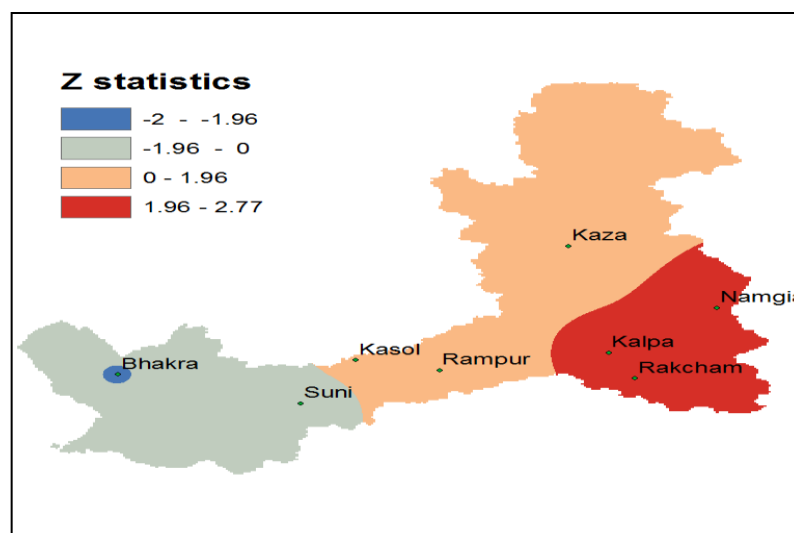 Z statistics
-2 - -1.96
-1.96 - 0
0 - 1.96
1.96 - 2.77
Kaza
Namgia
Kasol
Kalpa
Bhakra
Rampur
Rakcham
Suni